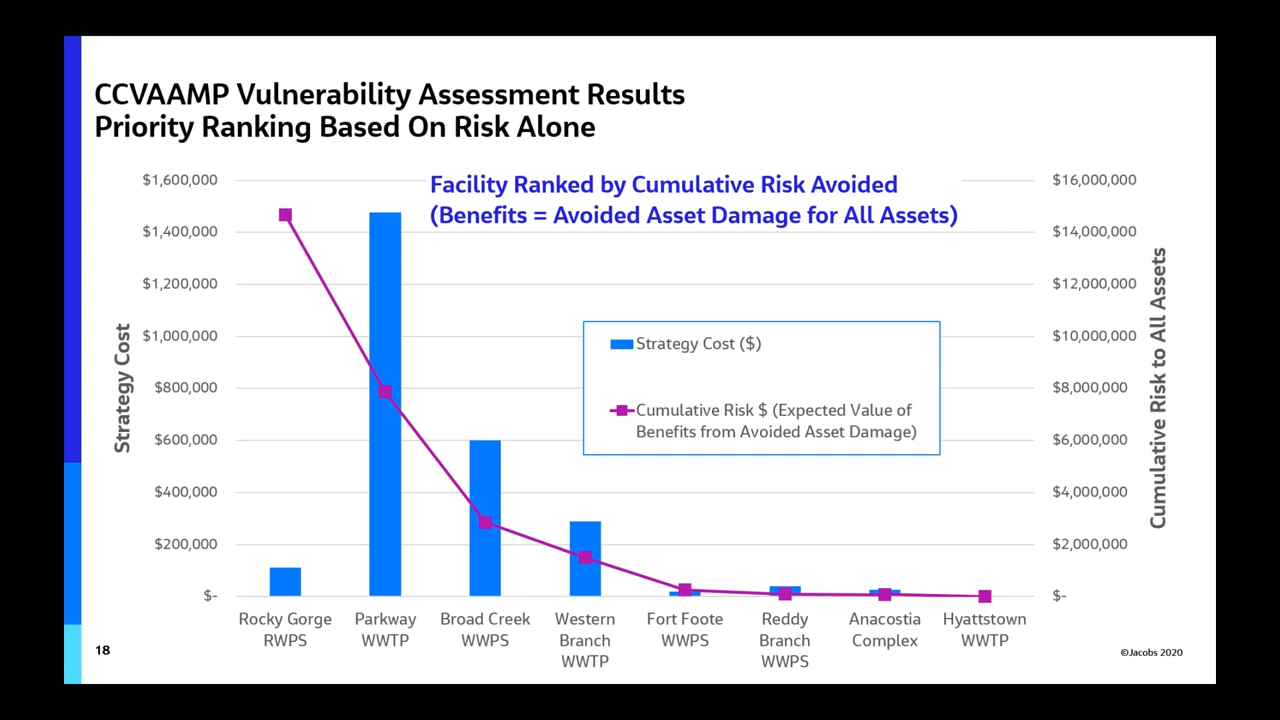 CCVAAMP Vulnerability Assessment Results
Priority Ranking Based On Risk Alone
Facility Ranked by Cumulative Risk Avoided
(Benefits = Avoided Asset Damage for All Assets)
Strategy Cost
$1,600,000
$1,400,000
$1,200,000
$1,000,000
$800,000
$600,000
$400,000
$200,000
$-
Strategy Cost ($)
Cumulative Risk $ (Expected Value of
Benefits from Avoided Asset Damage)
$16,000,000
$14,000,000
$12,000,000
$10,000,000
$8,000,000
$6,000,000
$4,000,000
$2,000,000
$-
Cumulative Risk to All Assets
Rocky Gorge
RWPS
Parkway
WWTP
Broad Creek
WWPS
Western
Branch
WWTP
Fort Foote
WWPS
Reddy
Branch
WWPS
Anacostia
Complex
Hyattstown
WWTP
18
©Jacobs 2020